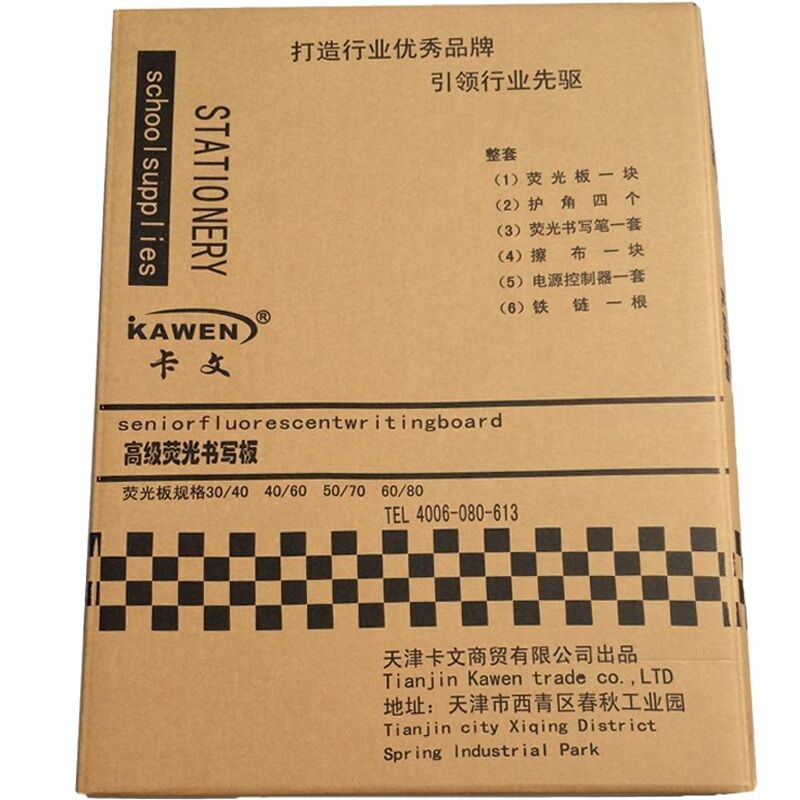 打造行业优秀品牌
引领行业先驱
schoolsupplies
STATIONERY
整套
(1) 荧光板一块
(2) 护角四个
(3) 荧光书写笔一套
(4) 擦布一块
(5) 电源控制器一套
(6) 铁链一根
KAWEN®
卡文
seniorfluorescentwritingboard
高级荧光书写板
荧光板规格30/40 40/60 50/70 60/80
TEL 4006-080-613
天津卡文商贸有限公司出品
Tianjin Kawen trade co.,LTD
地址：天津市西青区春秋工业园
Tianjin city Xiqing District
Spring Industrial Park